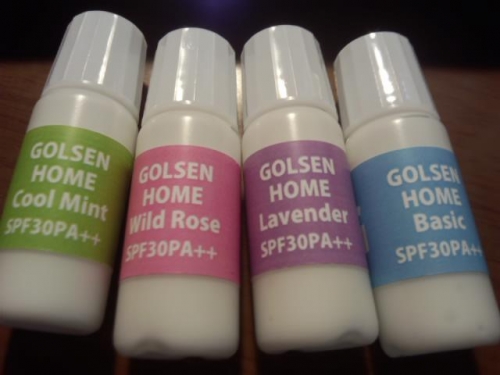 GOLSEN
HOME
Cool Mint
SPF30PA++
GOLSEN
HOME
Wild Rose
SPF30PA++
GOLSEN
HOME
Lavender
SPF30PA++
GOLSEN
HOME
Basic
SPF30PA++